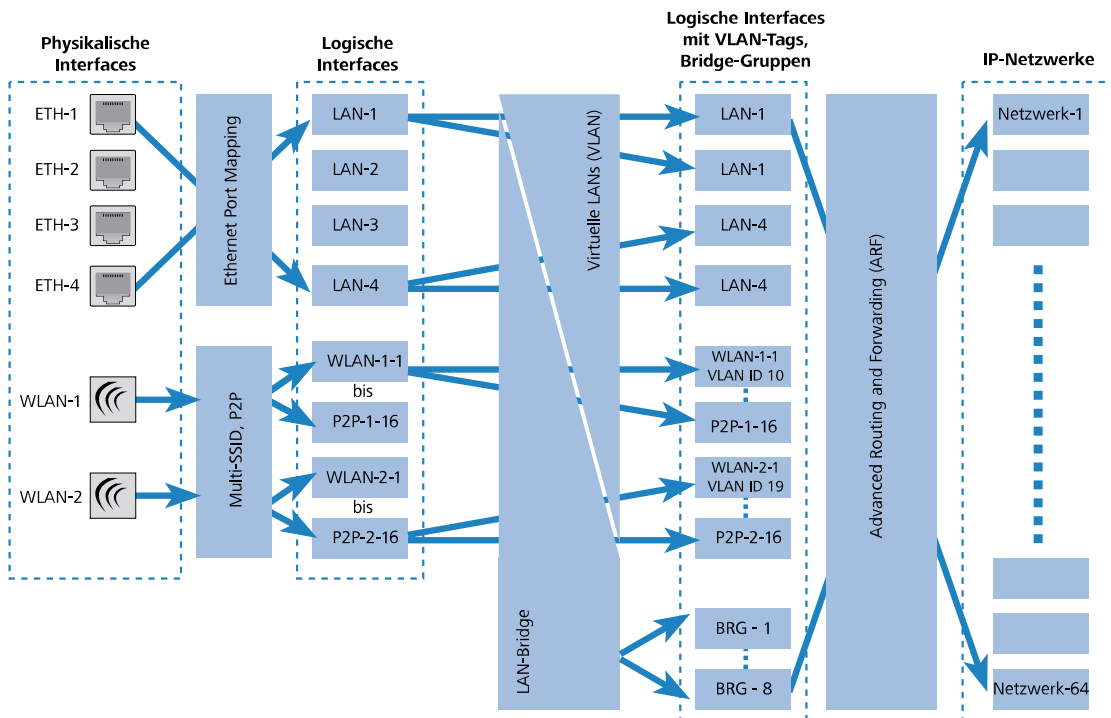 Physikalische
Interfaces
ETH-1
ETH-2
ETH-3
ETH-4
WLAN-1
WLAN-2
Ethernet Port Mapping
Multi-SSID, P2P
Logische
Interfaces
LAN-1
LAN-2
LAN-3
LAN-4
WLAN-1-1
bis
P2P-1-16
WLAN-2-1
bis
P2P-2-16
Virtuelle LANs (VLAN)
LAN-Bridge
Logische Interfaces
mit VLAN-Tags,
Bridge-Gruppen
LAN-1
LAN-1
LAN-4
LAN-4
WLAN-1-1
VLAN ID 10
P2P-1-16
WLAN-2-1
VLAN ID 19
P2P-2-16
BRG - 1
BRG - 8
Advanced Routing and Forwarding (ARF)
IP-Netzwerke
Netzwerk-1
Netzwerk-64